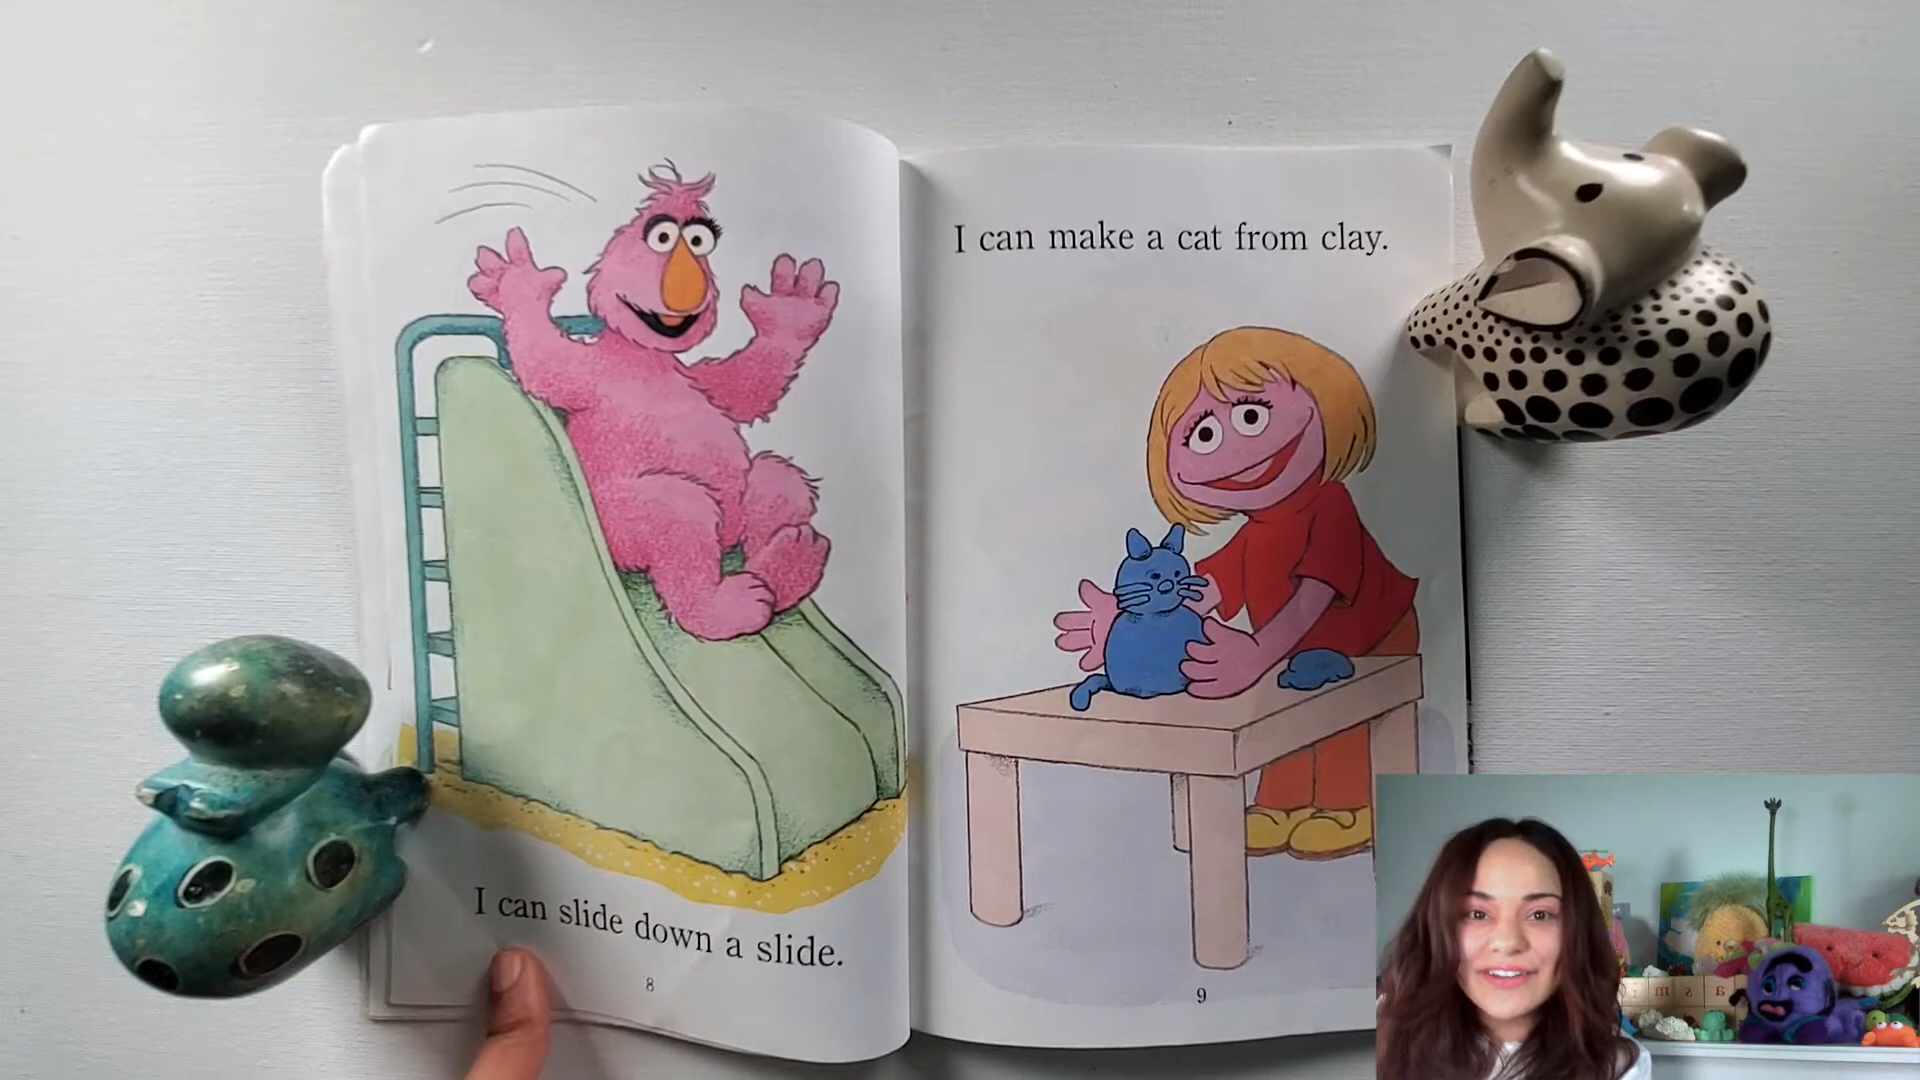 I can slide down a slide.
8
I can make a cat from clay.
9